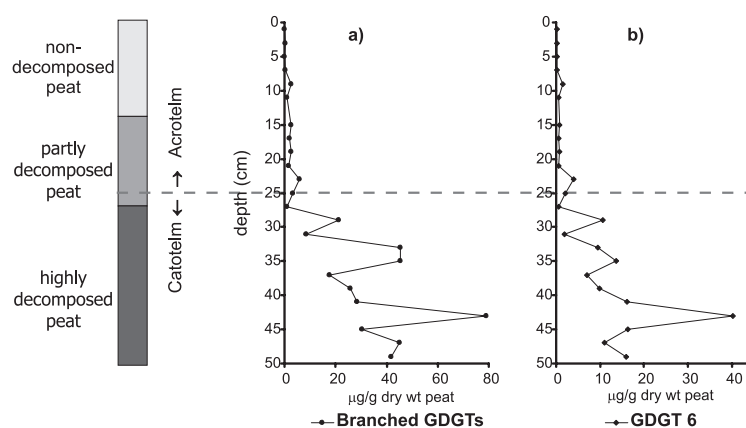 non-
decomposed
peat
partly
decomposed
peat
highly
decomposed
peat
Acrotelm
Catotelm
a)
depth (cm)
0
5
10
15
20
25
30
35
40
45
50
0 20 40 60 80
µg/g dry wt peat
Branched GDGTs
b)
0
5
10
15
20
25
30
35
40
45
50
0 10 20 30 40
µg/g dry wt peat
GDGT 6